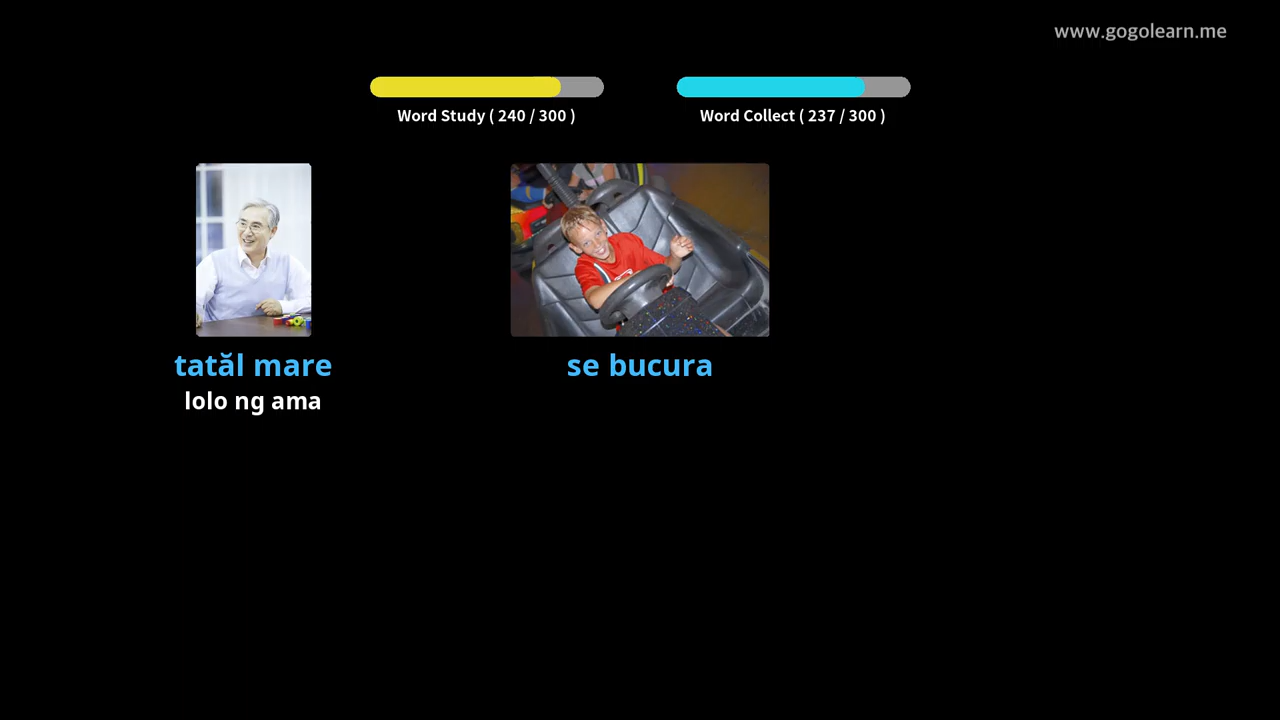 www.gogolearn.me
Word Study ( 240 / 300 )
Word Collect ( 237 / 300 )
tatăl mare
lolo ng ama
se bucura